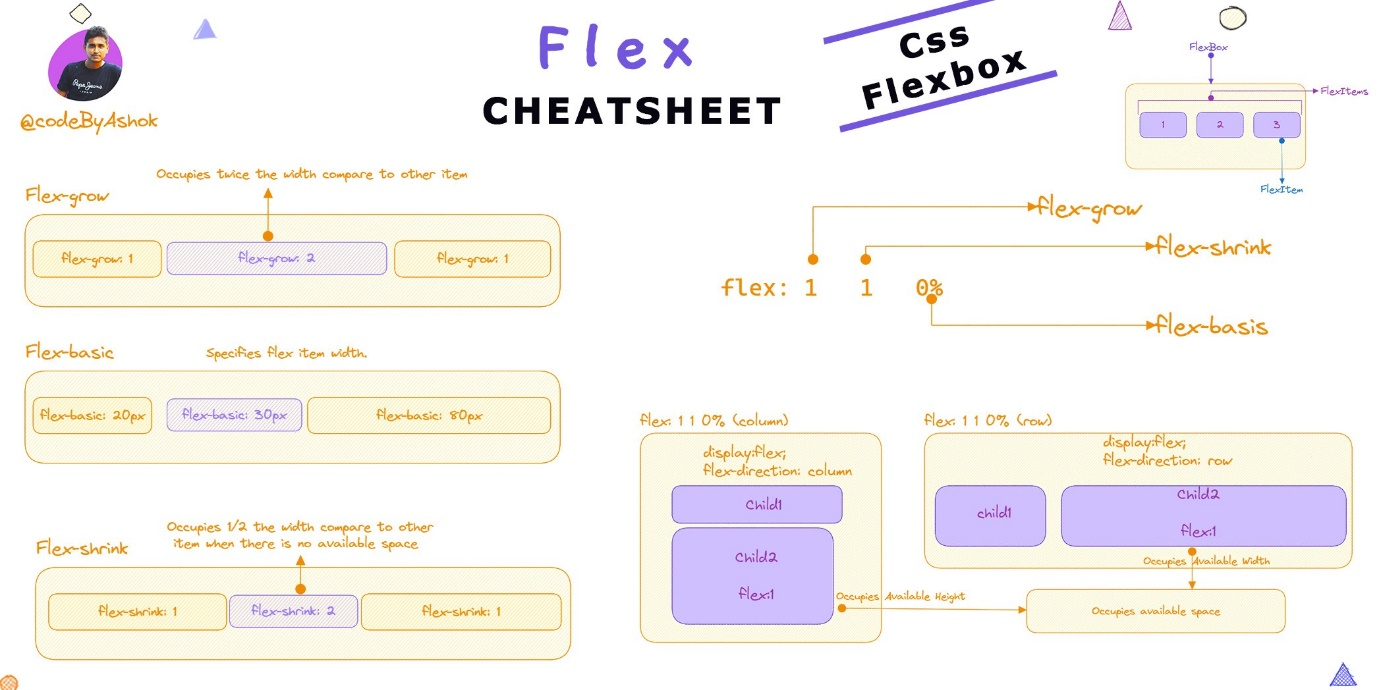 Flex
CHEATSHEET
Css
Flexbox
@codeByAshok
Pepe Jeans
FlexBox
FlexItems
1 2 3
FlexItem
Flex-grow
Occupies twice the width compare to other item
flex-grow: 1 flex-grow: 2 flex-grow: 1
Flex-basic
Specifies flex item width.
flex-basic: 20px flex-basic: 30px flex-basic: 80px
Flex-shrink
Occupies 1/2 the width compare to other
item when there is no available space
flex-shrink: 1 flex-shrink: 2 flex-shrink: 1
flex-grow
flex-shrink
flex: 1 1 0%
flex-basis
flex: 1 1 0% (column)
display:flex;
flex-direction: column
Child1
Child2
flex:1
Occupies Available Height
flex: 1 1 0% (row)
display:flex;
flex-direction: row
child1
Child2
flex:1
Occupies Available Width
Occupies available space